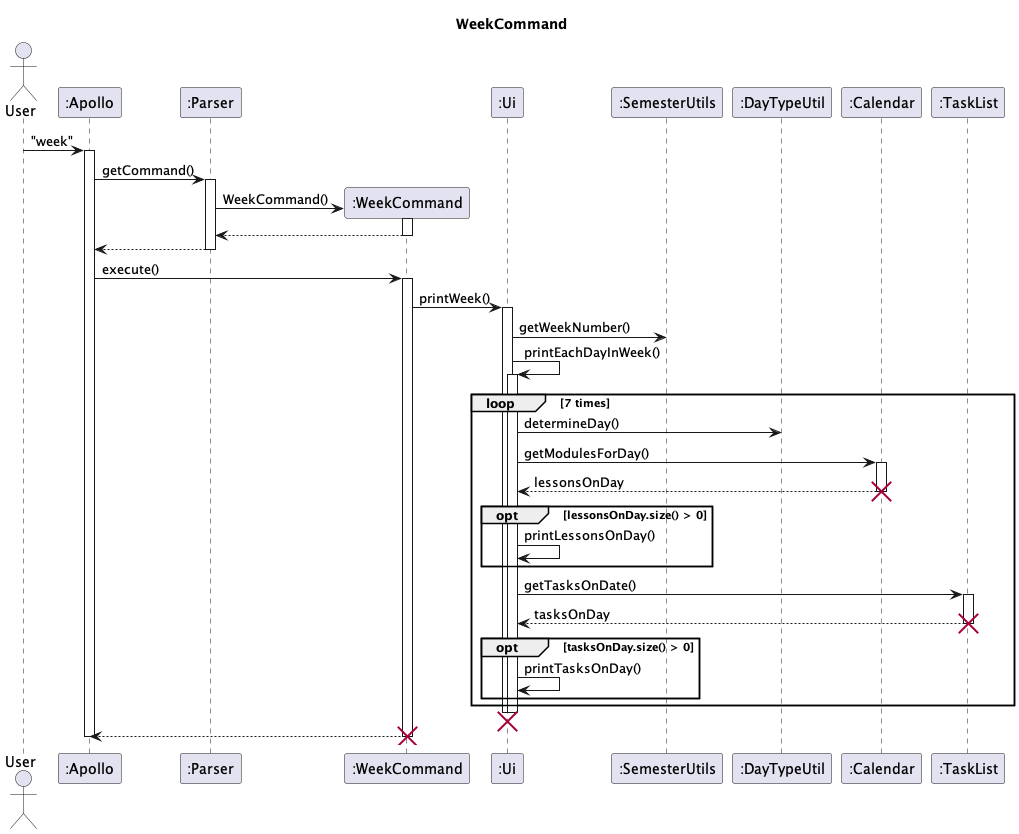 WeekCommand
User
:Apollo
:Parser
:Ui
:SemesterUtils
:DayTypeUtil
:Calendar
:TaskList
"week"
getCommand()
WeekCommand()
:WeekCommand
execute()
printWeek()
getWeekNumber()
printEachDayInWeek()
loop [7 times]
determineDay()
getModulesForDay()
lessonsOnDay
opt [lessonsOnDay.size() > 0]
printLessonsOnDay()
getTasksOnDate()
tasksOnDay
opt [tasksOnDay.size() > 0]
printTasksOnDay()
User
:Apollo
:Parser
:WeekCommand
:Ui
:SemesterUtils
:DayTypeUtil
:Calendar
:TaskList